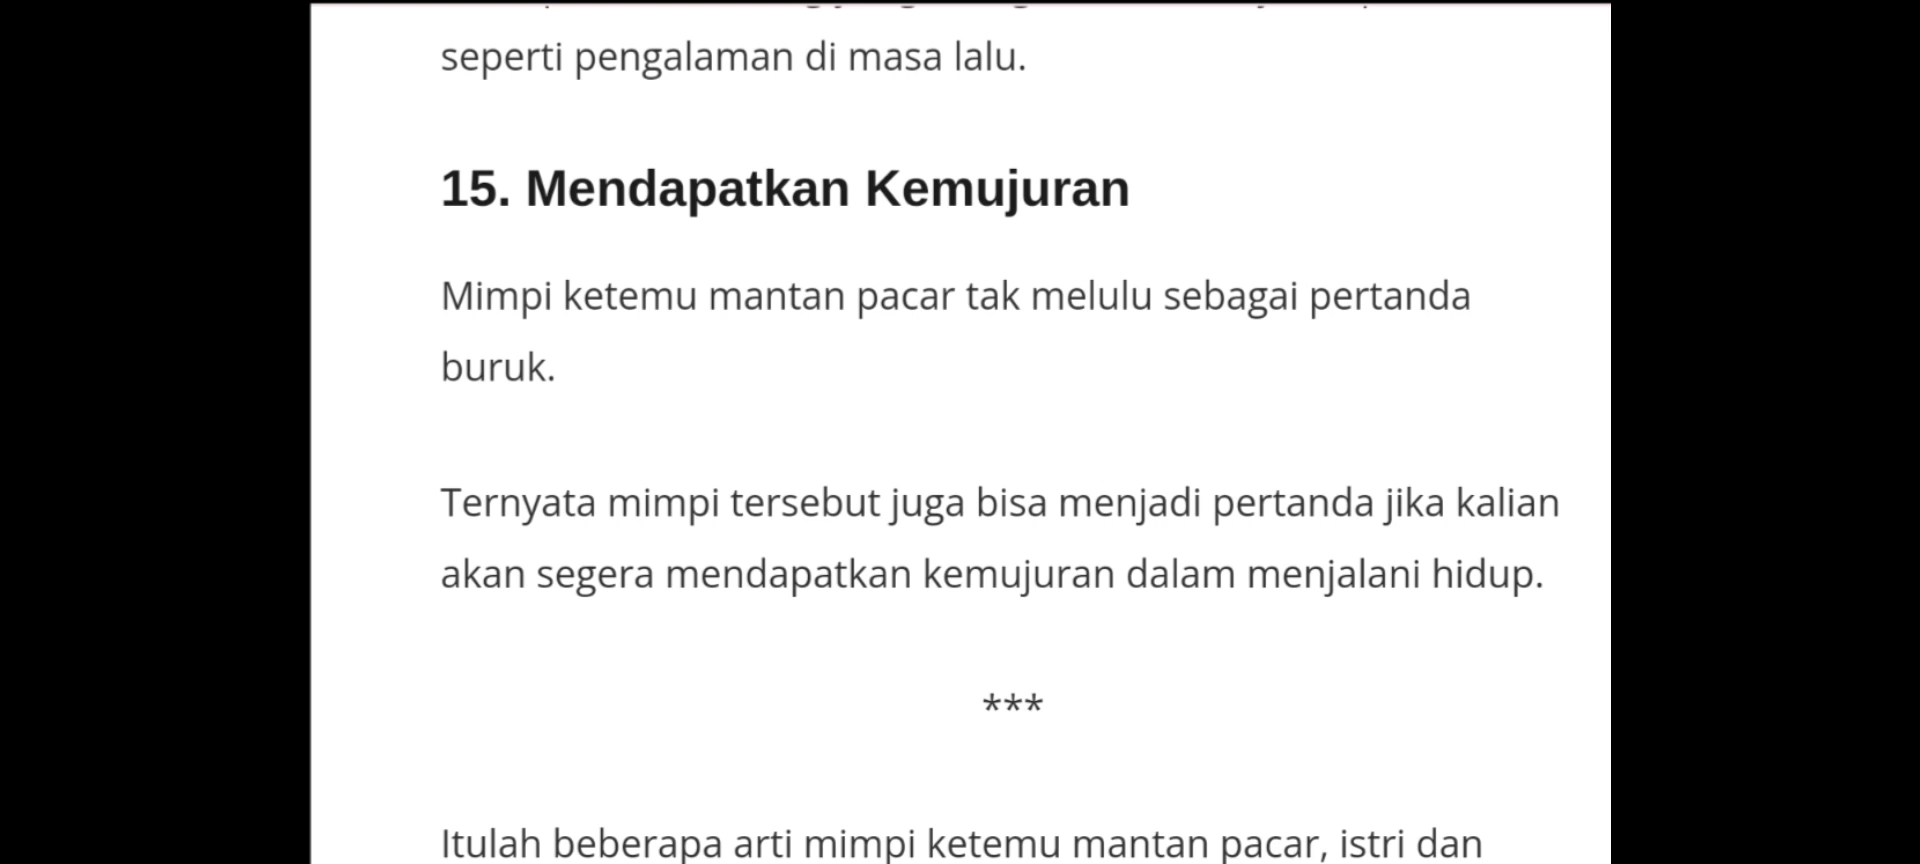 seperti pengalaman di masa lalu.
15. Mendapatkan Kemujuran
Mimpi ketemu mantan pacar tak melulu sebagai pertanda
buruk.
Ternyata mimpi tersebut juga bisa menjadi pertanda jika kalian
akan segera mendapatkan kemujuran dalam menjalani hidup.
***
Itulah beberapa arti mimpi ketemu mantan pacar, istri dan